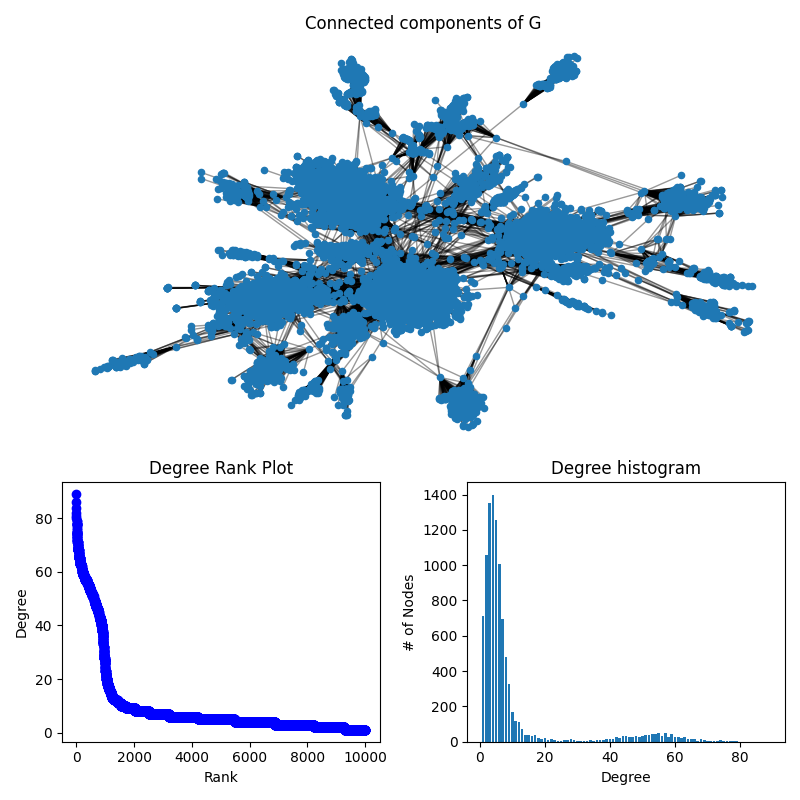 Connected components of G
Degree Rank Plot
Degree
80
60
40
20
0
0 2000 4000 6000 8000 10000
Rank
Degree histogram
# of Nodes
1400
1200
1000
800
600
400
200
0
0 20 40 60 80
Degree